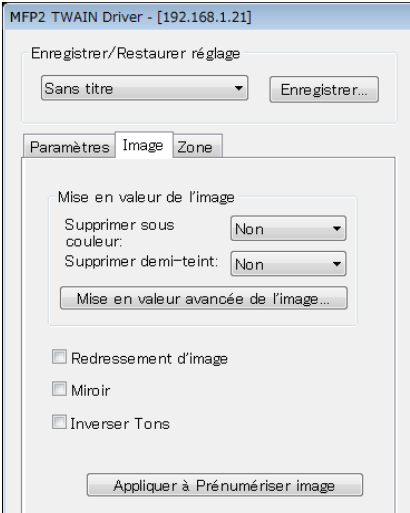 MFP2 TWAIN Driver - [192.168.1.21]
Enregistrer/Restaurer réglage
Sans titre
Enregistrer...
Paramètres Image Zone
Mise en valeur de l'image
Supprimer sous
couleur:
Non
Supprimer demi-teint:
Non
Mise en valeur avancée de l'image...
Redressement d'image
Miroir
Inverser Tons
Appliquer à Prénumériser image